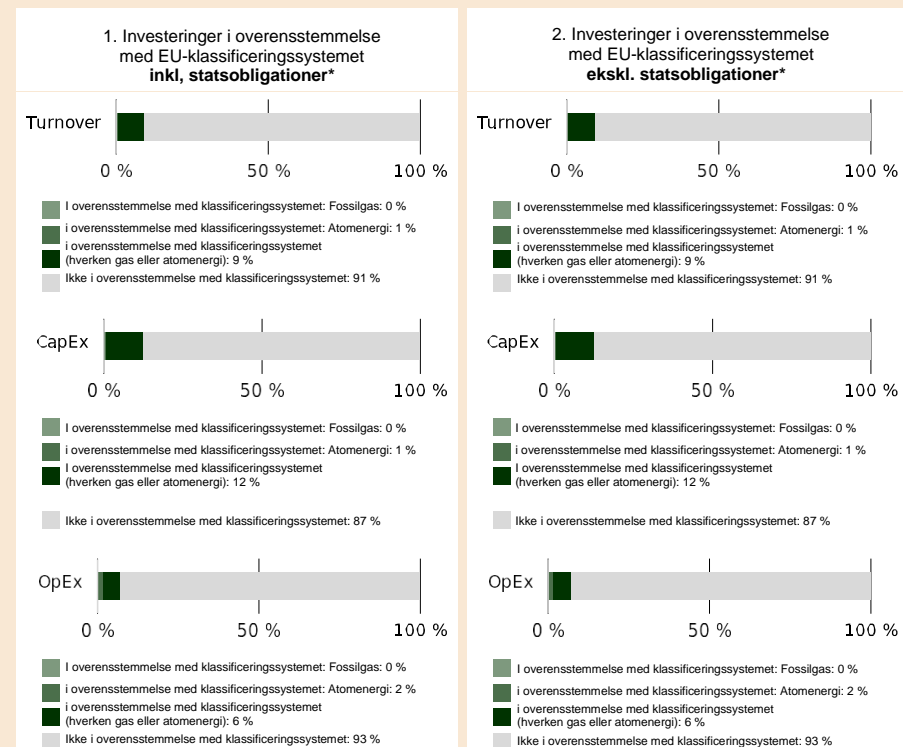 1. Investeringer i overensstemmelse
med EU-klassificeringssystemet
inkl, statsobligationer*
Turnover
0 %
50 %
100 %
I overensstemmelse med klassificeringssystemet: Fossilgas: 0 %
i overensstemmelse med klassificeringssystemet: Atomenergi: 1 %
i overensstemmelse med klassificeringssystemet
(hverken gas eller atomenergi): 9 %
Ikke i overensstemmelse med klassificeringssystemet: 91 %
CapEx
0 %
50 %
100 %
I overensstemmelse med klassificeringssystemet: Fossilgas: 0 %
i overensstemmelse med klassificeringssystemet: Atomenergi: 1 %
I overensstemmelse med klassificeringssystemet
(hverken gas eller atomenergi): 12 %
Ikke i overensstemmelse med klassificeringssystemet: 87 %
OpEx
0 %
50 %
100 %
I overensstemmelse med klassificeringssystemet: Fossilgas: 0 %
i overensstemmelse med klassificeringssystemet: Atomenergi: 2 %
i overensstemmelse med klassificeringssystemet
(hverken gas eller atomenergi): 6 %
Ikke i overensstemmelse med klassificeringssystemet: 93 %
2. Investeringer i overensstemmelse
med EU-klassificeringssystemet
ekskl. statsobligationer*
Turnover
0 %
50 %
100 %
I overensstemmelse med klassificeringssystemet: Fossilgas: 0 %
i overensstemmelse med klassificeringssystemet: Atomenergi: 1 %
i overensstemmelse med klassificeringssystemet
(hverken gas eller atomenergi): 9 %
Ikke i overensstemmelse med klassificeringssystemet: 91 %
CapEx
0 %
50 %
100 %
I overensstemmelse med klassificeringssystemet: Fossilgas: 0 %
i overensstemmelse med klassificeringssystemet: Atomenergi: 1 %
I overensstemmelse med klassificeringssystemet
(hverken gas eller atomenergi): 12 %
Ikke i overensstemmelse med klassificeringssystemet: 87 %
OpEx
0 %
50 %
100 %
I overensstemmelse med klassificeringssystemet: Fossilgas: 0 %
i overensstemmelse med klassificeringssystemet: Atomenergi: 2 %
i overensstemmelse med klassificeringssystemet
(hverken gas eller atomenergi): 6 %
Ikke i overensstemmelse med klassificeringssystemet: 93 %